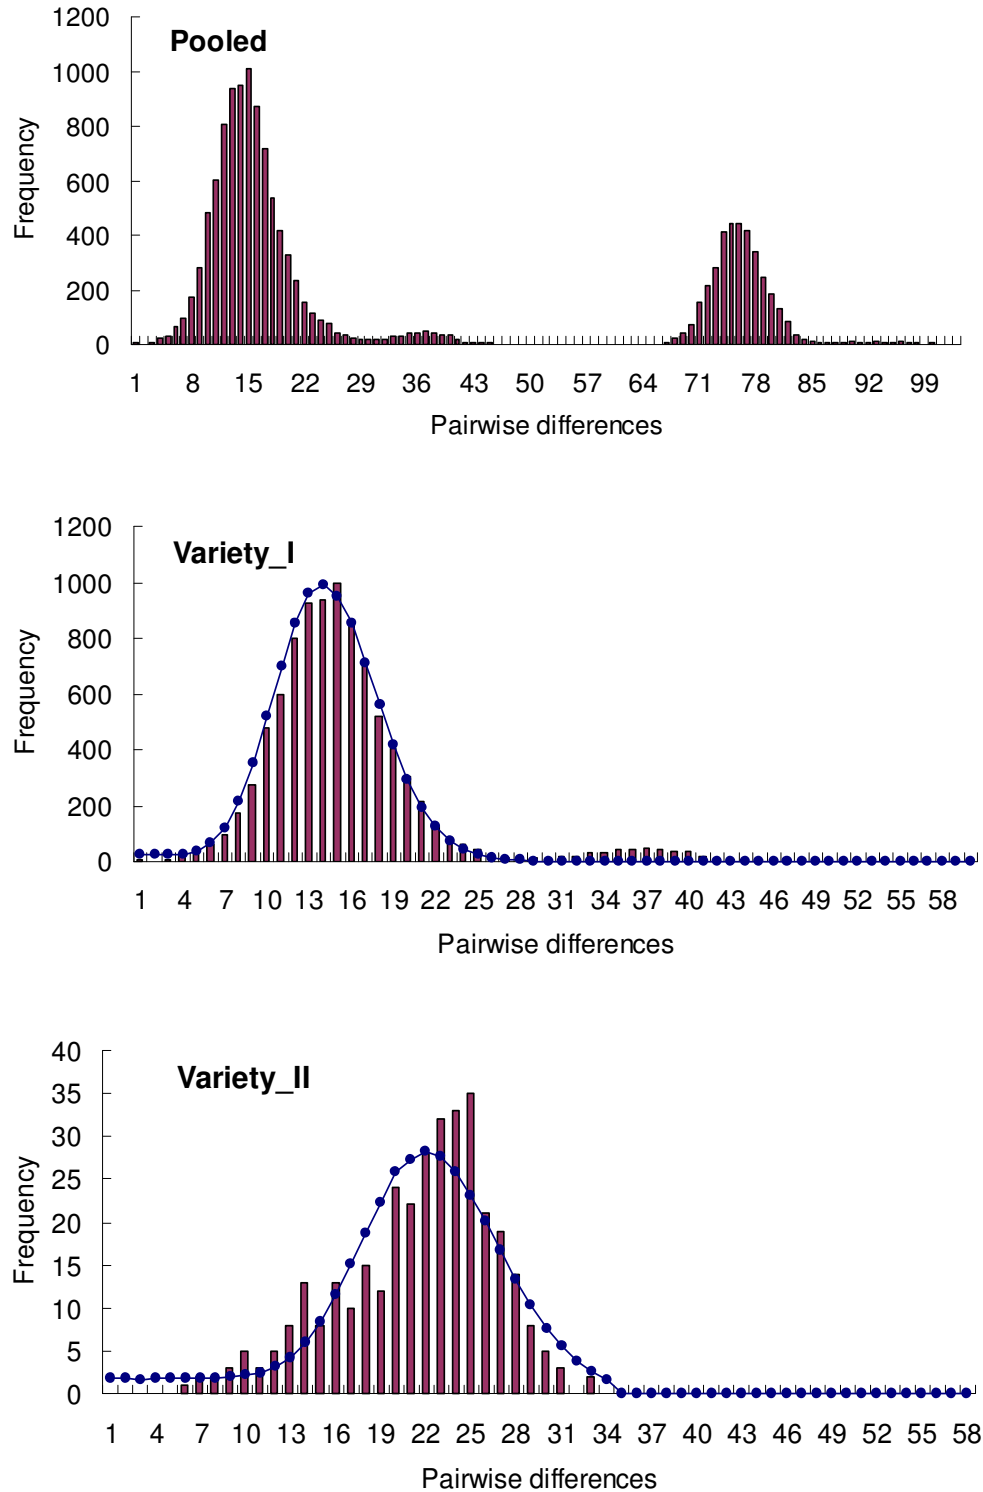 Pooled
Frequency
1200
1000
800
600
400
200
0
1 8 15 22 29 36 43 50 57 64 71 78 85 92 99
Pairwise differences
Variety_I
Frequency
1200
1000
800
600
400
200
0
1 4 7 10 13 16 19 22 25 28 31 34 37 40 43 46 49 52 55 58
Pairwise differences
Variety_II
Frequency
40
35
30
25
20
15
10
5
0
1 4 7 10 13 16 19 22 25 28 31 34 37 40 43 46 49 52 55 58
Pairwise differences